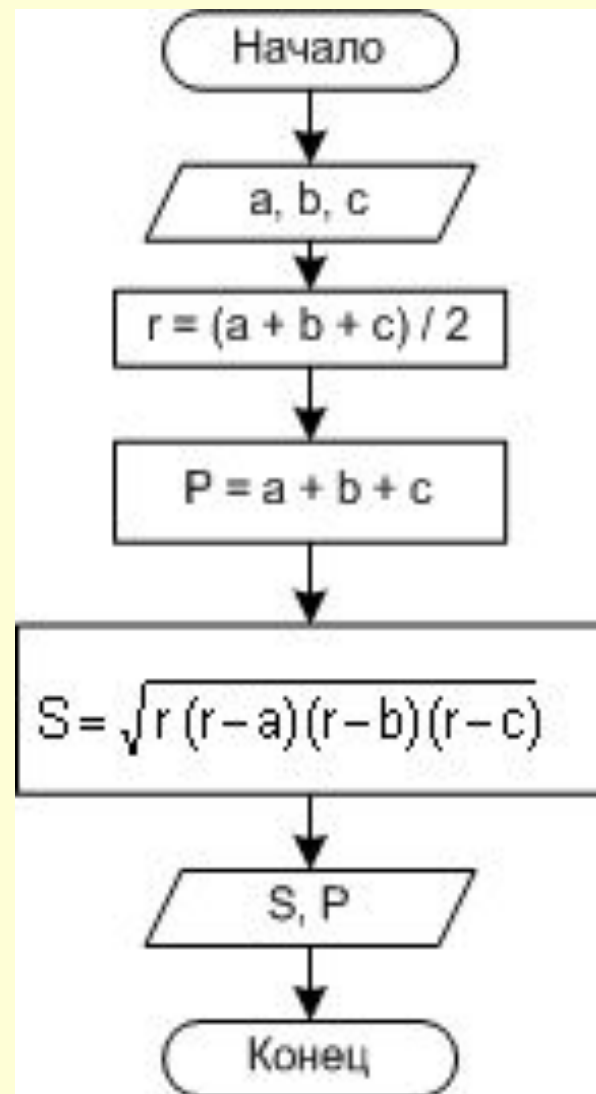 Начало
a, b, c
r = (a + b + c) / 2
P = a + b + c
S = √r (r − a) (r − b) (r − c)
S, P
Конец